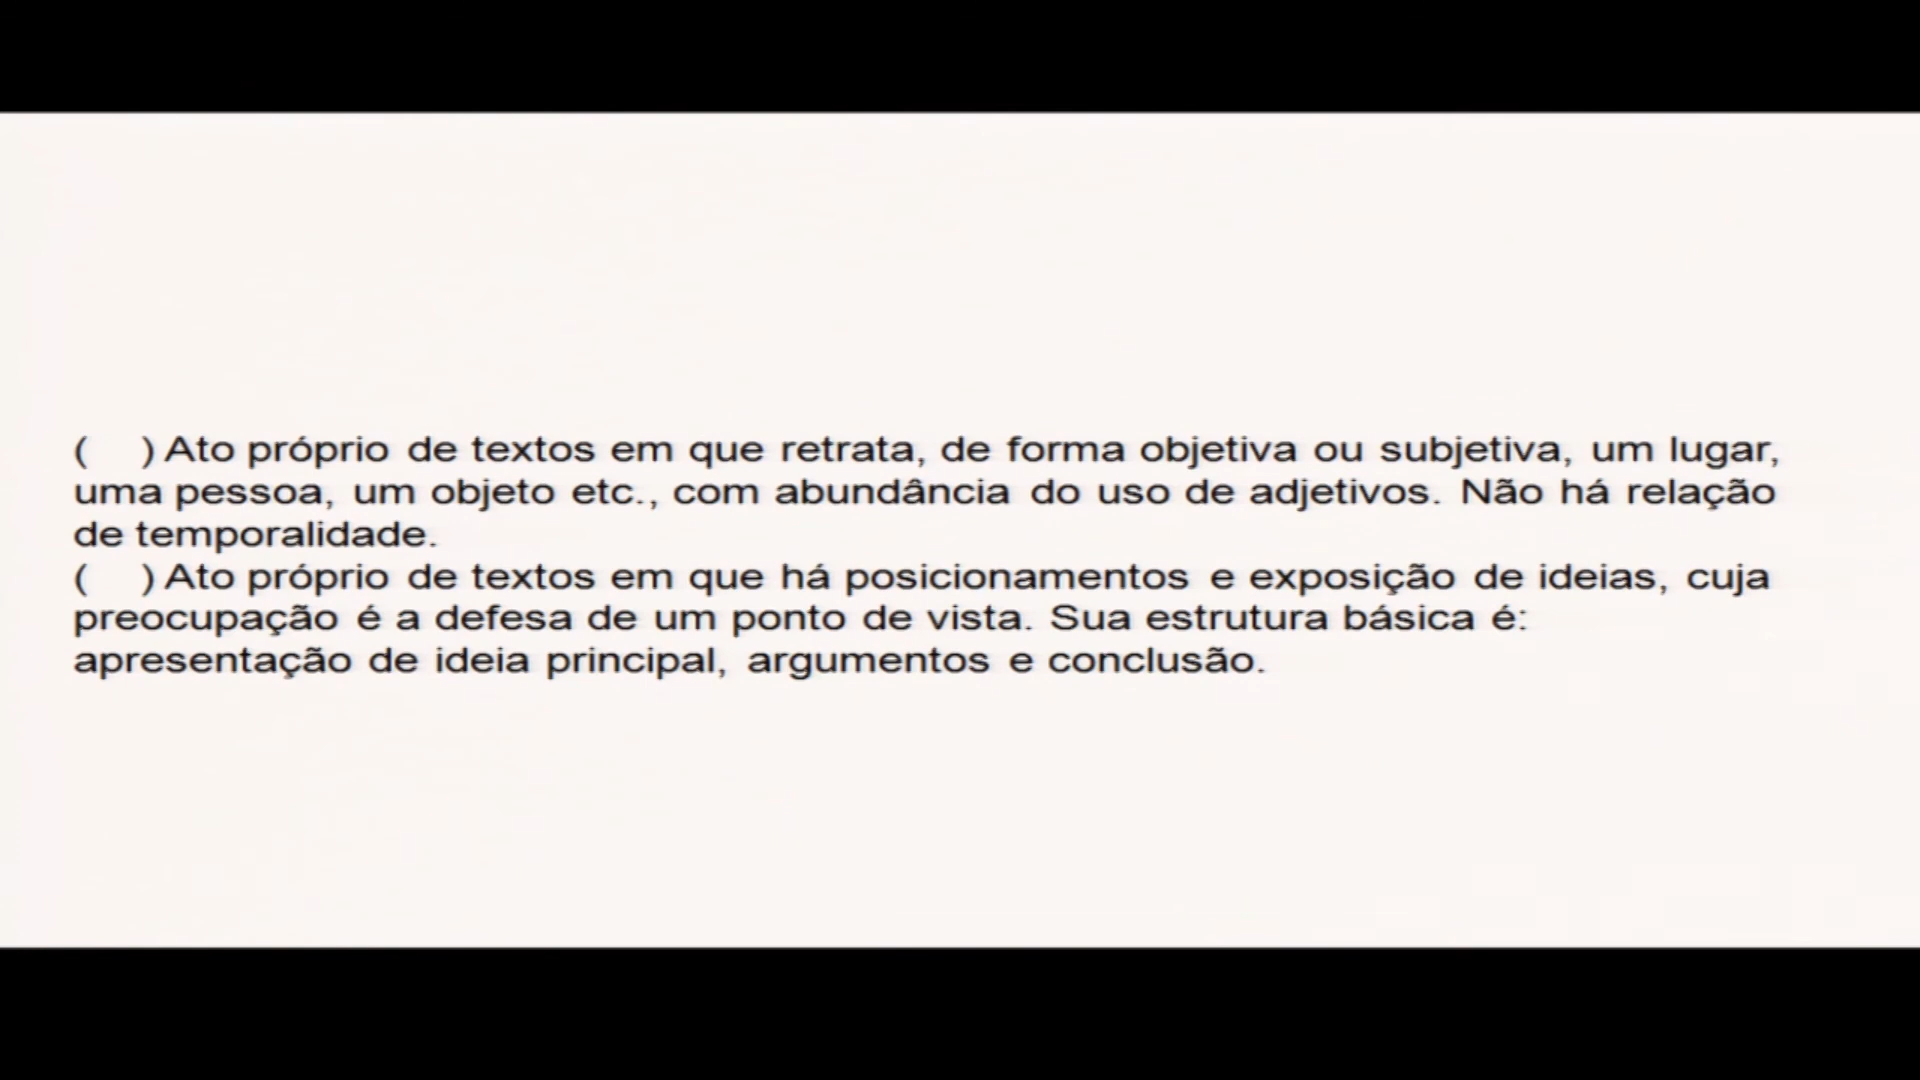 ( ) Ato próprio de textos em que retrata, de forma objetiva ou subjetiva, um lugar,
uma pessoa, um objeto etc., com abundância do uso de adjetivos. Não há relação
de temporalidade.
( ) Ato próprio de textos em que há posicionamentos e exposição de ideias, cuja
preocupação é a defesa de um ponto de vista. Sua estrutura básica é:
apresentação de ideia principal, argumentos e conclusão.